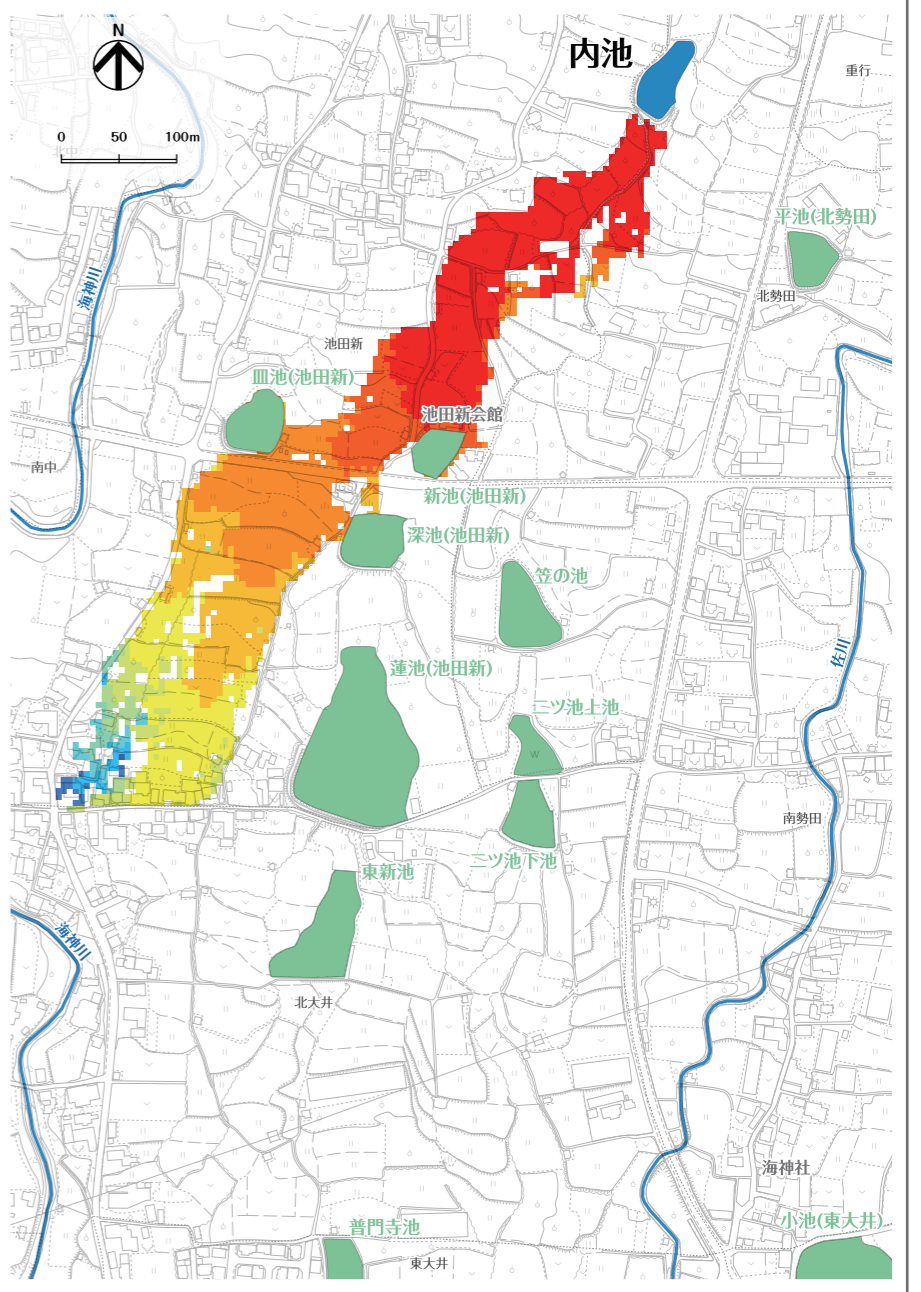 N
内池
重行
0 50 100m
平池(北勢田)
海神川
北勢田
池田新
皿池(池田新)
池田新会館
南中
新池(池田新)
深池(池田新)
笠の池
佐川
蓮池(池田新)
二ツ池上池
W
南勢田
二ツ池下池
東新池
海神川
北大井
海神社
普門寺池
小池(東大井)
東大井